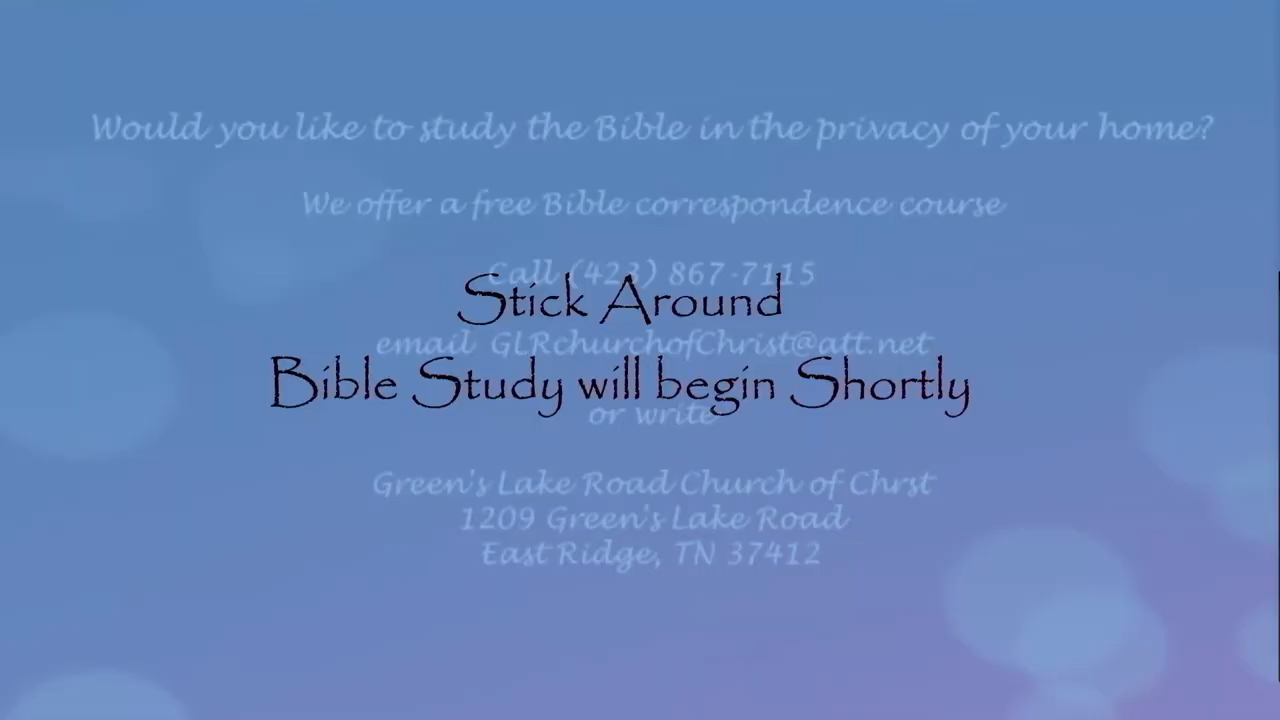 Would you like to study the Bible in the privacy of your home?
We offer a free Bible correspondence course
Call (423) 867-7115
Stick Around
email GLRchurchofChrist@att.net
Bible Study will begin Shortly
or write
Green's Lake Road Church of Chrst
1209 Green's Lake Road
East Ridge, TN 37412